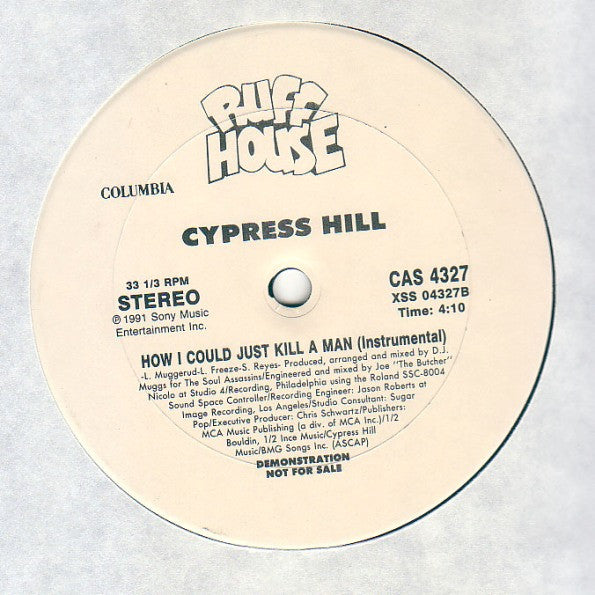 RUFF
HOUSE
COLUMBIA
CYPRESS HILL
33 1/3 RPM
STEREO
℗ 1991 Sony Music
Entertainment Inc.
CAS 4327
XSS 04327B
Time: 4:10
HOW I COULD JUST KILL A MAN (Instrumental)
-L. Muggerud-L. Freeze-S. Reyes- Produced, arranged and mixed by D.J.
Muggs for The Soul Assassins/Engineered and mixed by Joe "The Butcher"
Nicolo at Studio 4/Recording, Philadelphia using the Roland SSC-8004
Sound Space Controller/Recording Engineer: Jason Roberts at
Image Recording, Los Angeles/Studio Consultant: Sugar
Pop/Executive Producer: Chris Schwartz/Publishers:
MCA Music Publishing (a div. of MCA Inc.)/1/2
Bouldin, 1/2 Ince Music/Cypress Hill
Music/BMG Songs Inc. (ASCAP)
DEMONSTRATION
NOT FOR SALE